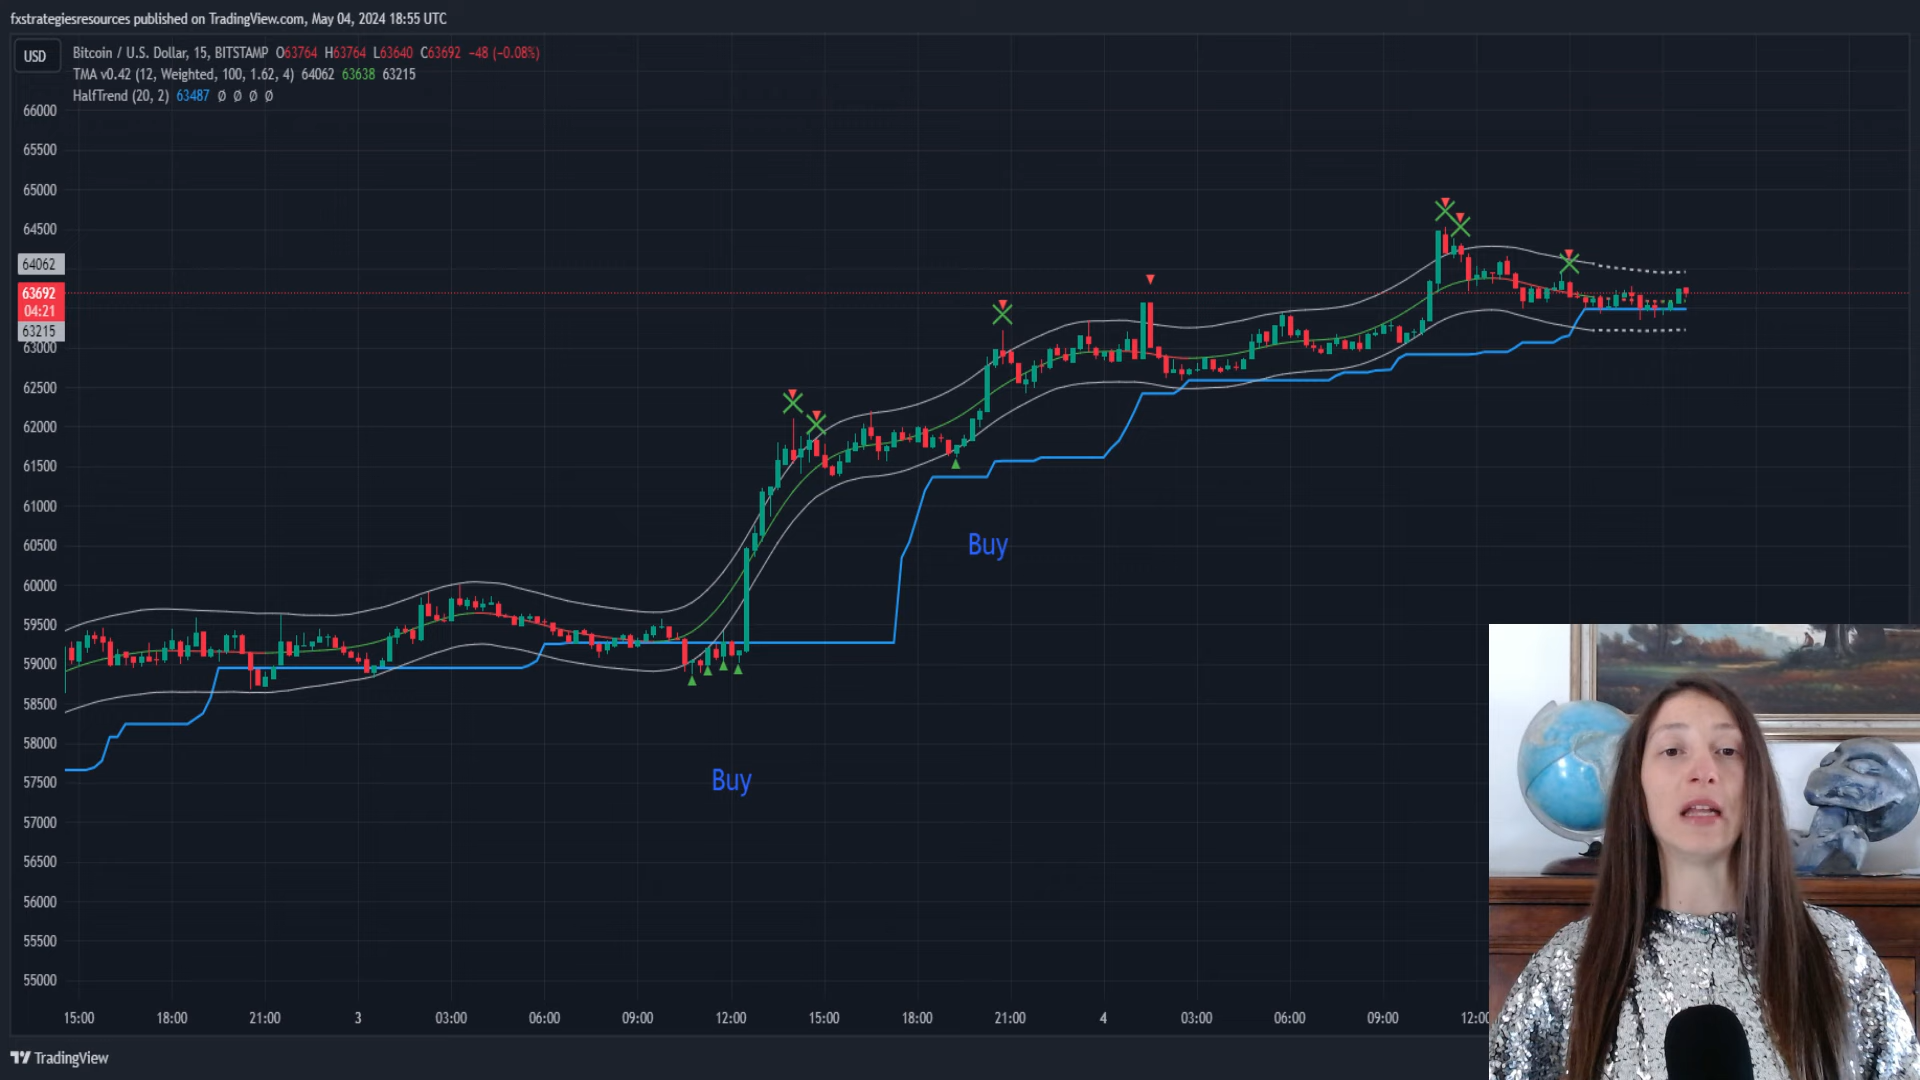 fxstrategiesresources published on TradingView.com, May 04, 2024 18:55 UTC
USD
Bitcoin / U.S. Dollar, 15, BITSTAMP O63764 H63764 L63640 C63692 −48 (−0.08%)
TMA v0.42 (12, Weighted, 100, 1.62, 4) 64062 63638 63215
HalfTrend (20, 2) 63487 Ø Ø Ø Ø
66000
65500
65000
64500
64062
63692
04:21
63215
63000
62500
62000
61500
61000
60500
60000
59500
59000
58500
58000
57500
57000
56500
56000
55500
55000
Buy
Buy
15:00 18:00 21:00 3 03:00 06:00 09:00 12:00 15:00 18:00 21:00 4 03:00 06:00 09:00 12:00
TradingView